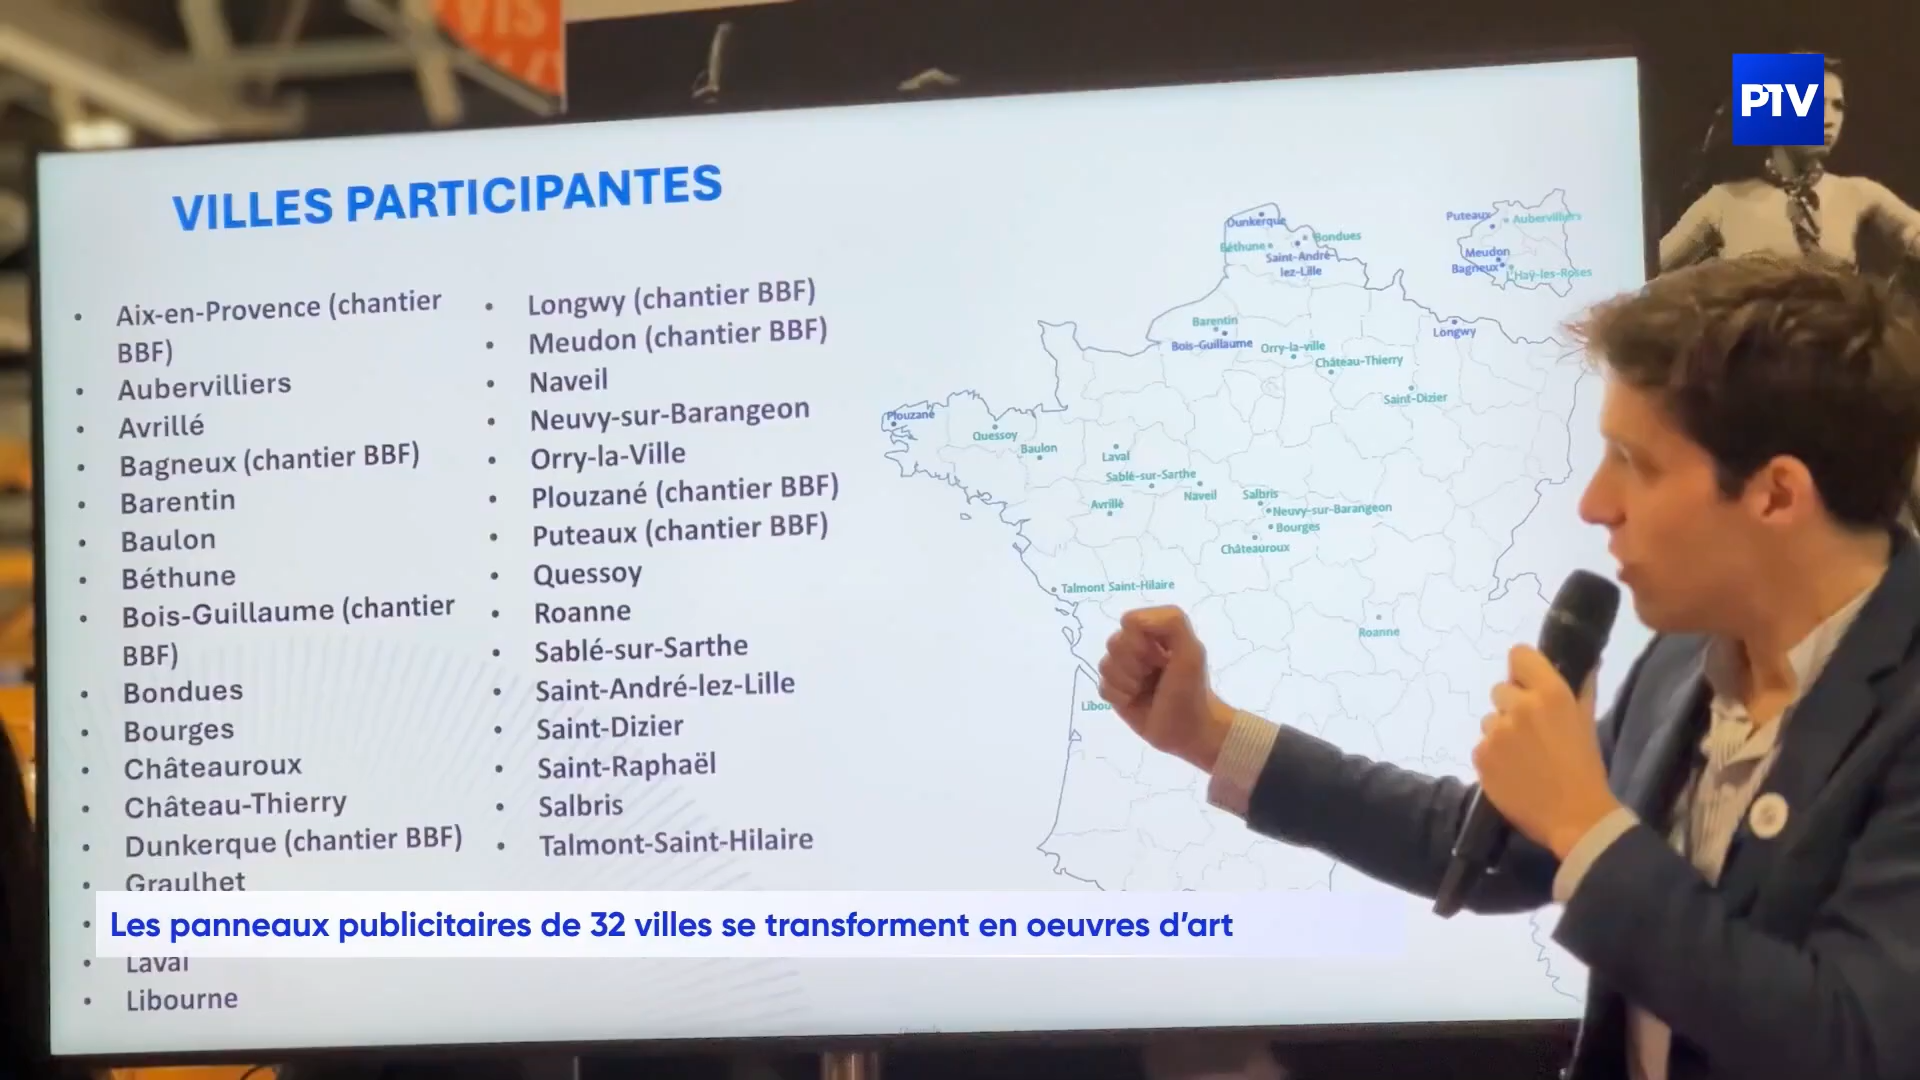 VIS
PTV
VILLES PARTICIPANTES
• Aix-en-Provence (chantier
BBF)
• Aubervilliers
• Avrillé
• Bagneux (chantier BBF)
• Barentin
• Baulon
• Béthune
• Bois-Guillaume (chantier
BBF)
• Bondues
• Bourges
• Châteauroux
• Château-Thierry
• Dunkerque (chantier BBF)
• Graulhet
• Laval
• Libourne
• Longwy (chantier BBF)
• Meudon (chantier BBF)
• Naveil
• Neuvy-sur-Barangeon
• Orry-la-Ville
• Plouzané (chantier BBF)
• Puteaux (chantier BBF)
• Quessoy
• Roanne
• Sablé-sur-Sarthe
• Saint-André-lez-Lille
• Saint-Dizier
• Saint-Raphaël
• Salbris
• Talmont-Saint-Hilaire
Dunkerque
Béthune
Bondues
Saint-André-
lez-Lille
Puteaux
Aubervilliers
Meudon
Bagneux
L'Haÿ-les-Roses
Barentin
Bois-Guillaume
Orry-la-ville
Château-Thierry
Longwy
Saint-Dizier
Plouzané
Quessoy
Baulon
Laval
Sablé-sur-Sarthe
Naveil
Avrillé
Salbris
Neuvy-sur-Barangeon
Bourges
Châteauroux
Talmont Saint-Hilaire
Roanne
Libou
Les panneaux publicitaires de 32 villes se transforment en oeuvres d’art